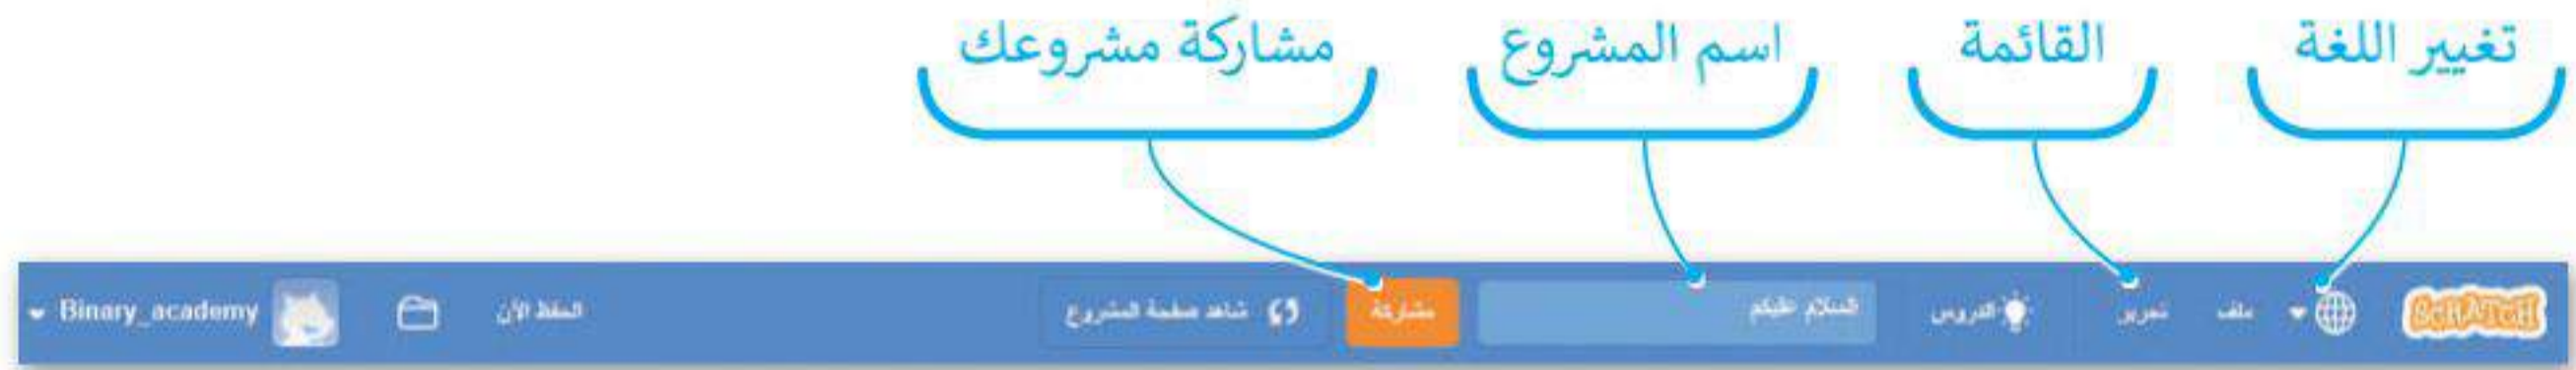 تغيير اللغة
القائمة
اسم المشروع
مشاركة مشروعك
SCRATCH
ملف
تحرير
الدروس
السلام عليكم
مشاركة
شاهد صفحة المشروع
احفظ الآن
Binary_academy